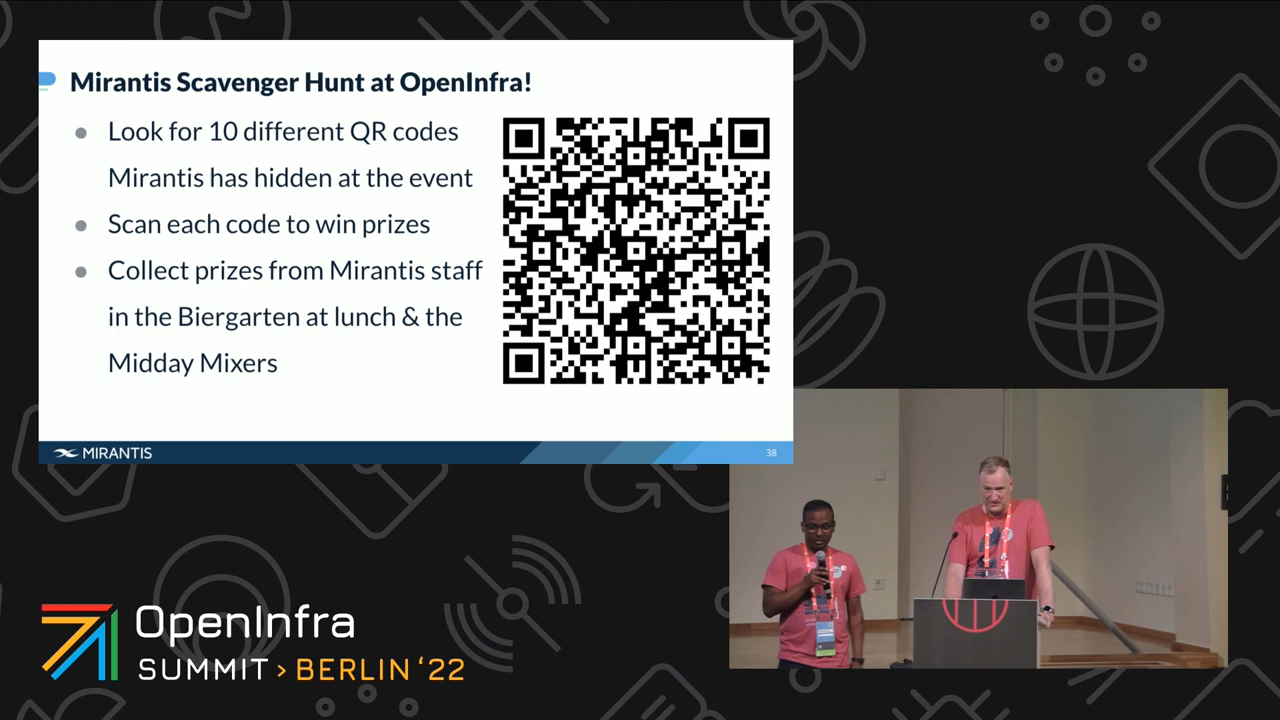 Mirantis Scavenger Hunt at OpenInfra!
● Look for 10 different QR codes
Mirantis has hidden at the event
● Scan each code to win prizes
● Collect prizes from Mirantis staff
in the Biergarten at lunch & the
Midday Mixers
MIRANTIS
38
OpenInfra
SUMMIT > BERLIN ‘22